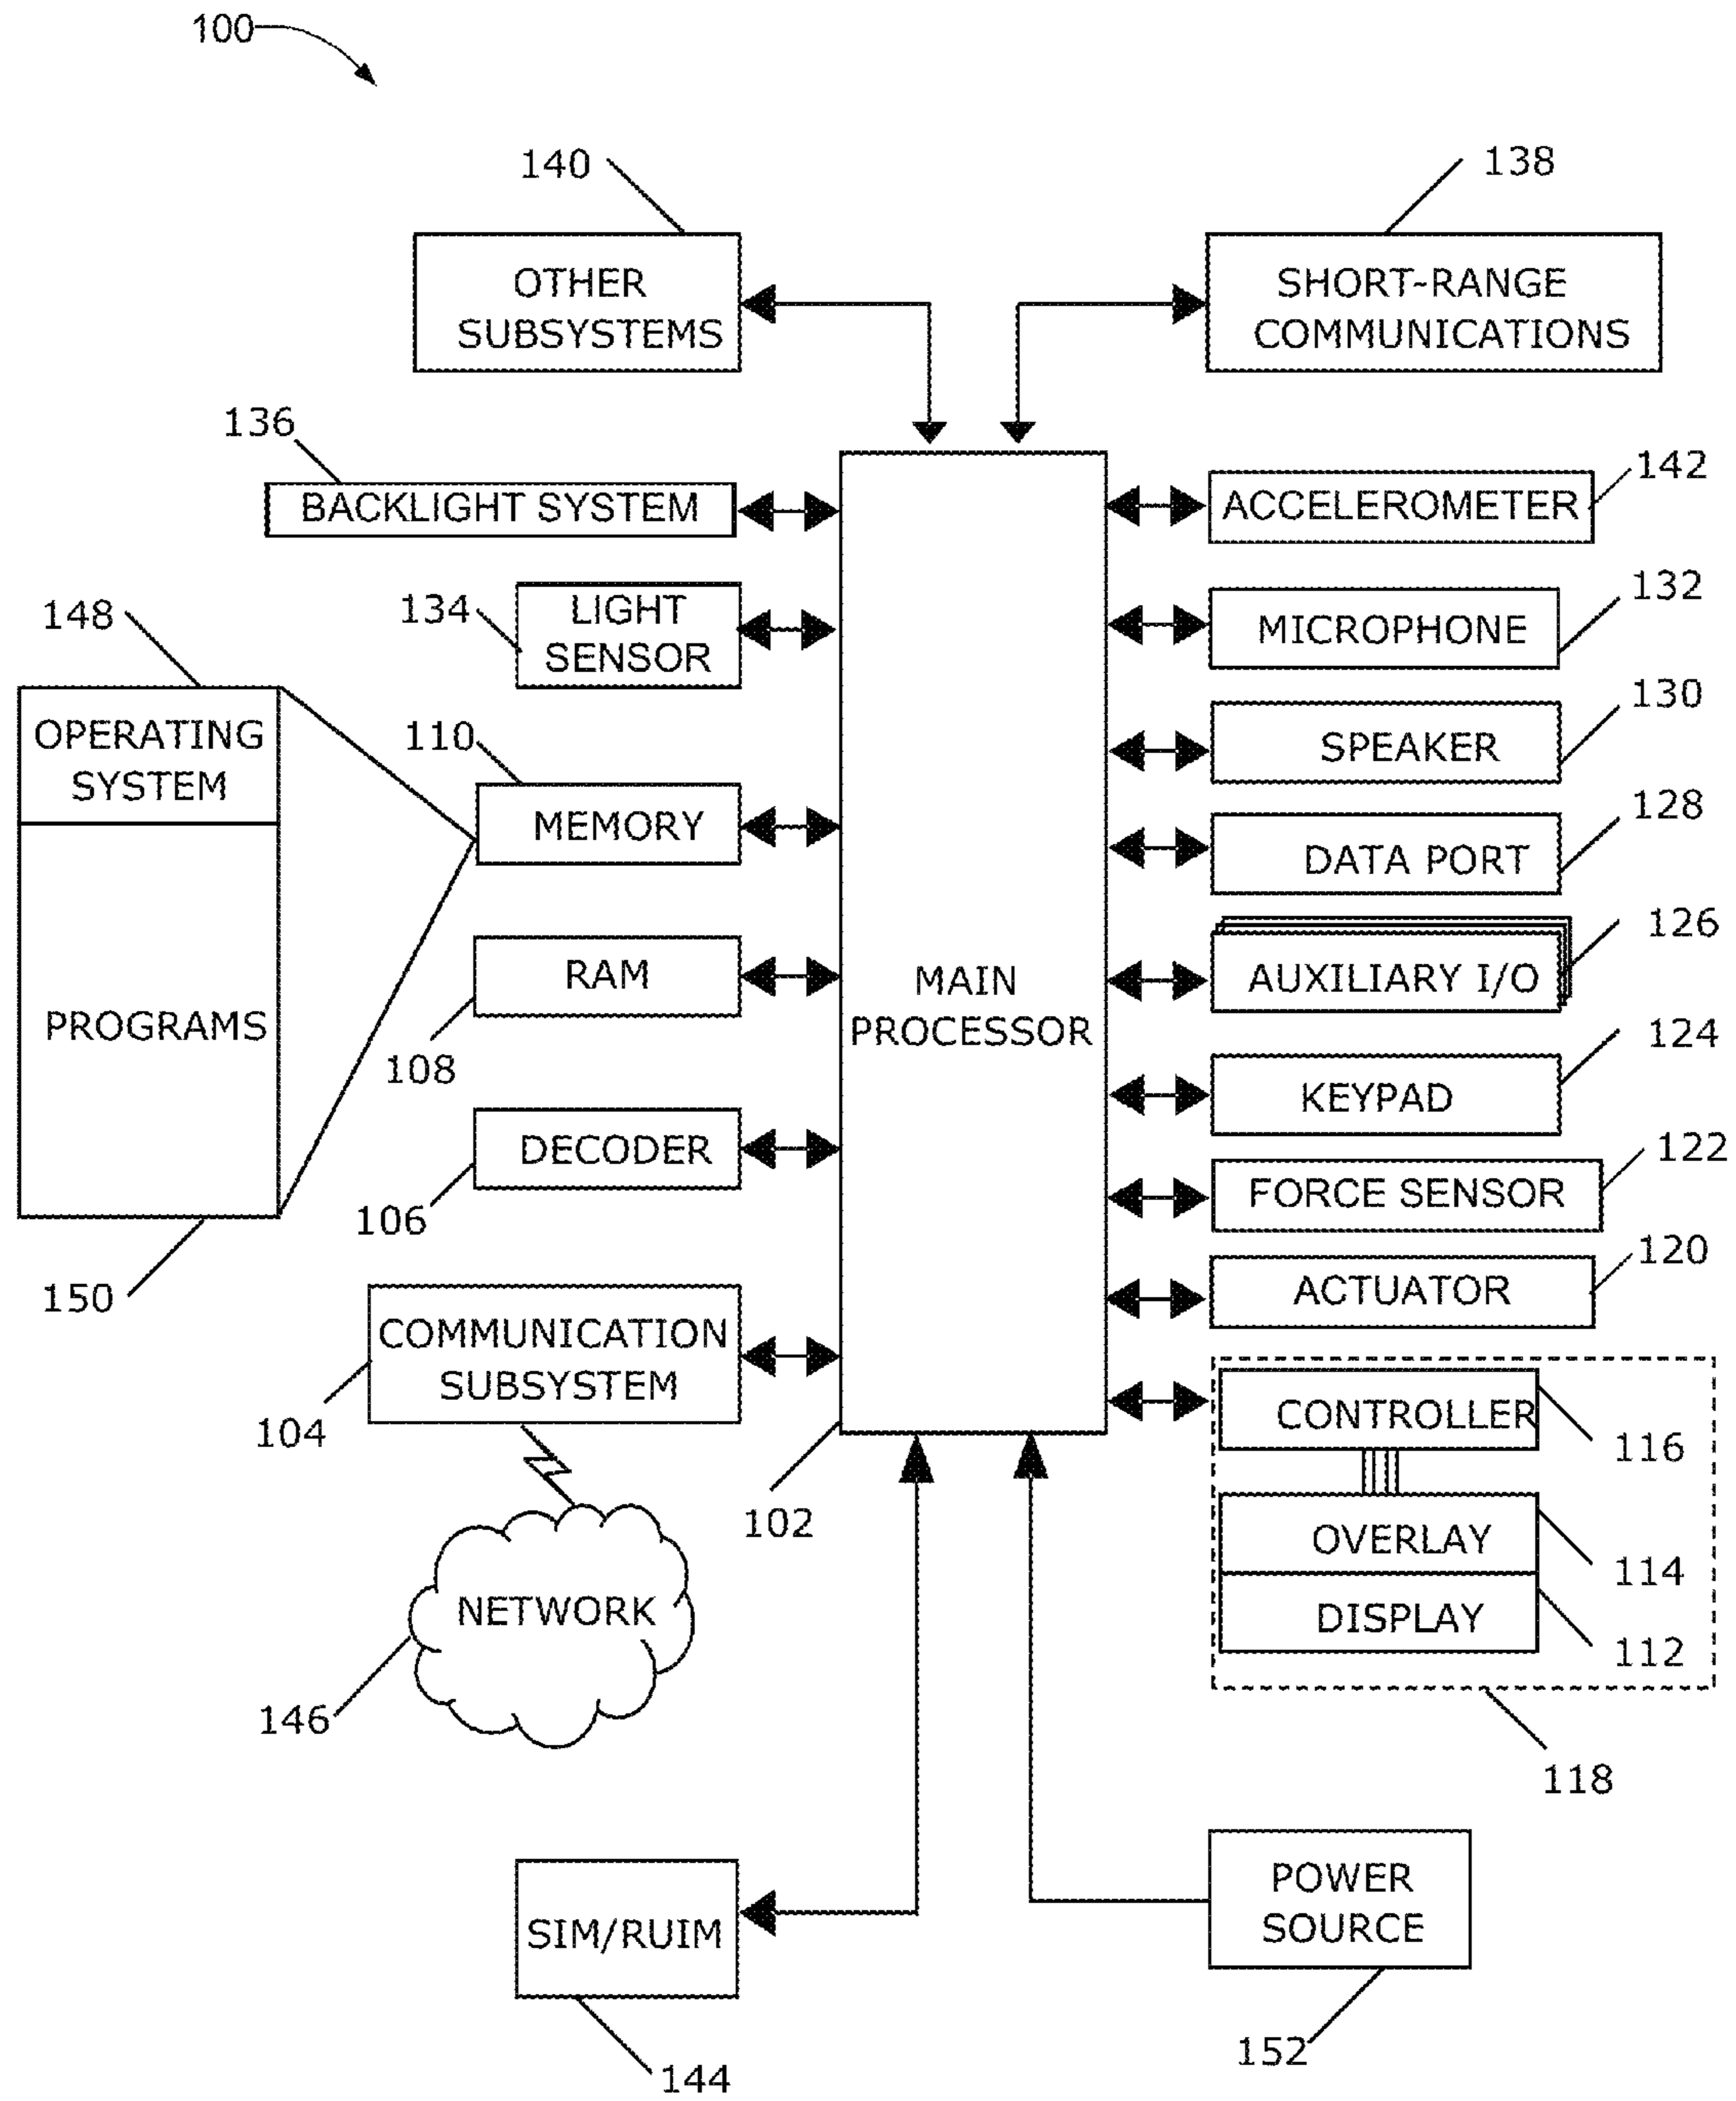 100
140
138
OTHER
SUBSYSTEMS
SHORT-RANGE
COMMUNICATIONS
136
BACKLIGHT SYSTEM
142
ACCELEROMETER
134
LIGHT
SENSOR
132
MICROPHONE
148
OPERATING
SYSTEM
PROGRAMS
150
110
MEMORY
130
SPEAKER
128
DATA PORT
RAM
108
MAIN
PROCESSOR
126
AUXILIARY I/O
124
KEYPAD
DECODER
106
122
FORCE SENSOR
120
ACTUATOR
COMMUNICATION
SUBSYSTEM
104
102
CONTROLLER
116
OVERLAY
114
DISPLAY
112
118
NETWORK
146
SIM/RUIM
144
POWER
SOURCE
152